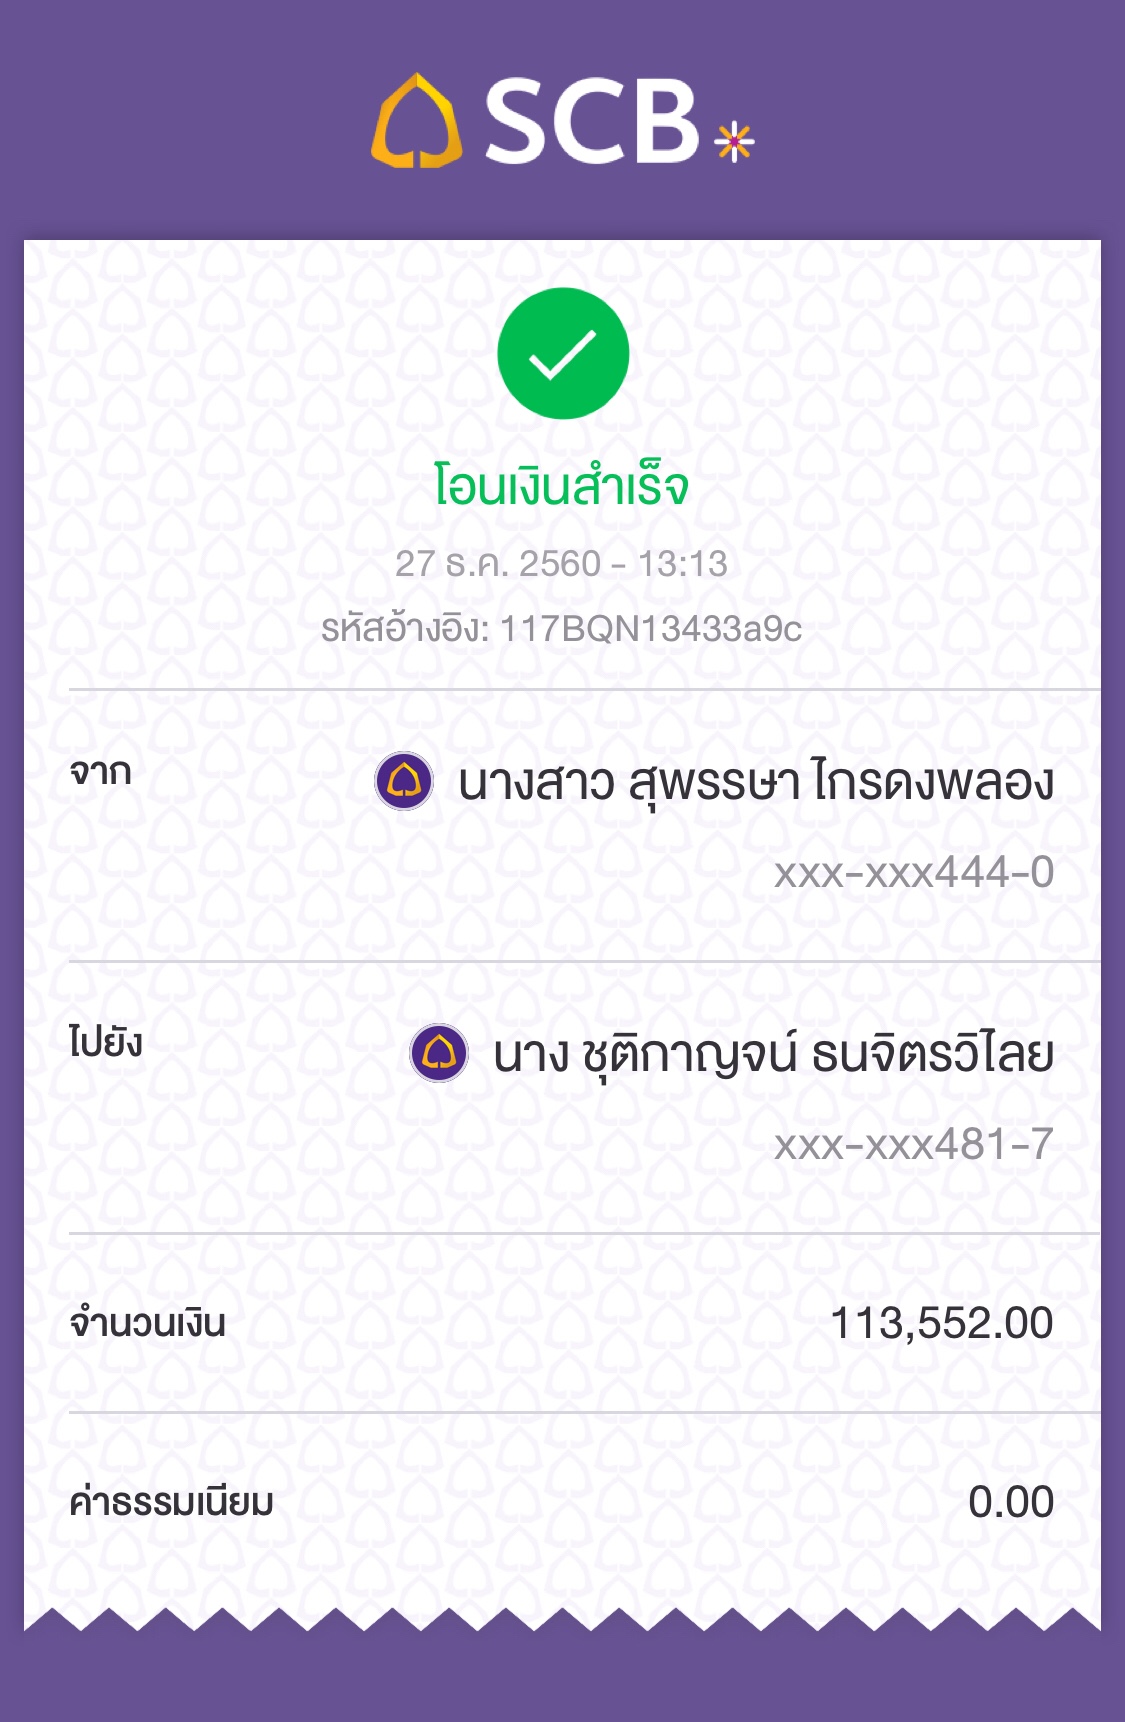 SCB
โอนเงินสำเร็จ
27 ธ.ค. 2560 - 13:13
รหัสอ้างอิง: 117BQN13433a9c
จาก นางสาว สุพรรษา ไกรดงพลอง
xxx-xxx444-0
ไปยัง นาง ชุติกาญจน์ ธนจิตรวิไลย
xxx-xxx481-7
จำนวนเงิน 113,552.00
ค่าธรรมเนียม 0.00